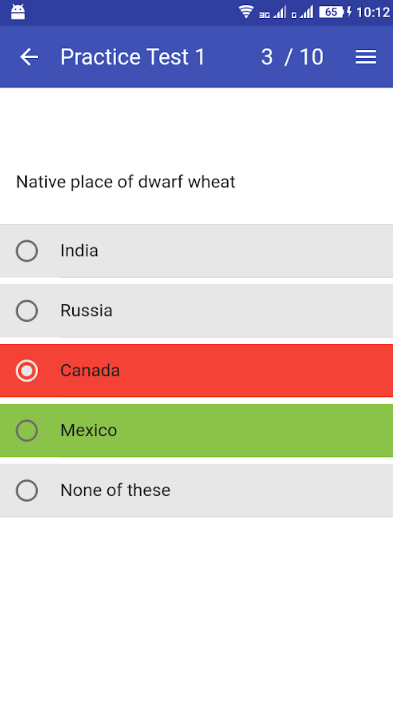 3G G 65 10:12
Practice Test 1 3 / 10
Native place of dwarf wheat
India
Russia
Canada
Mexico
None of these